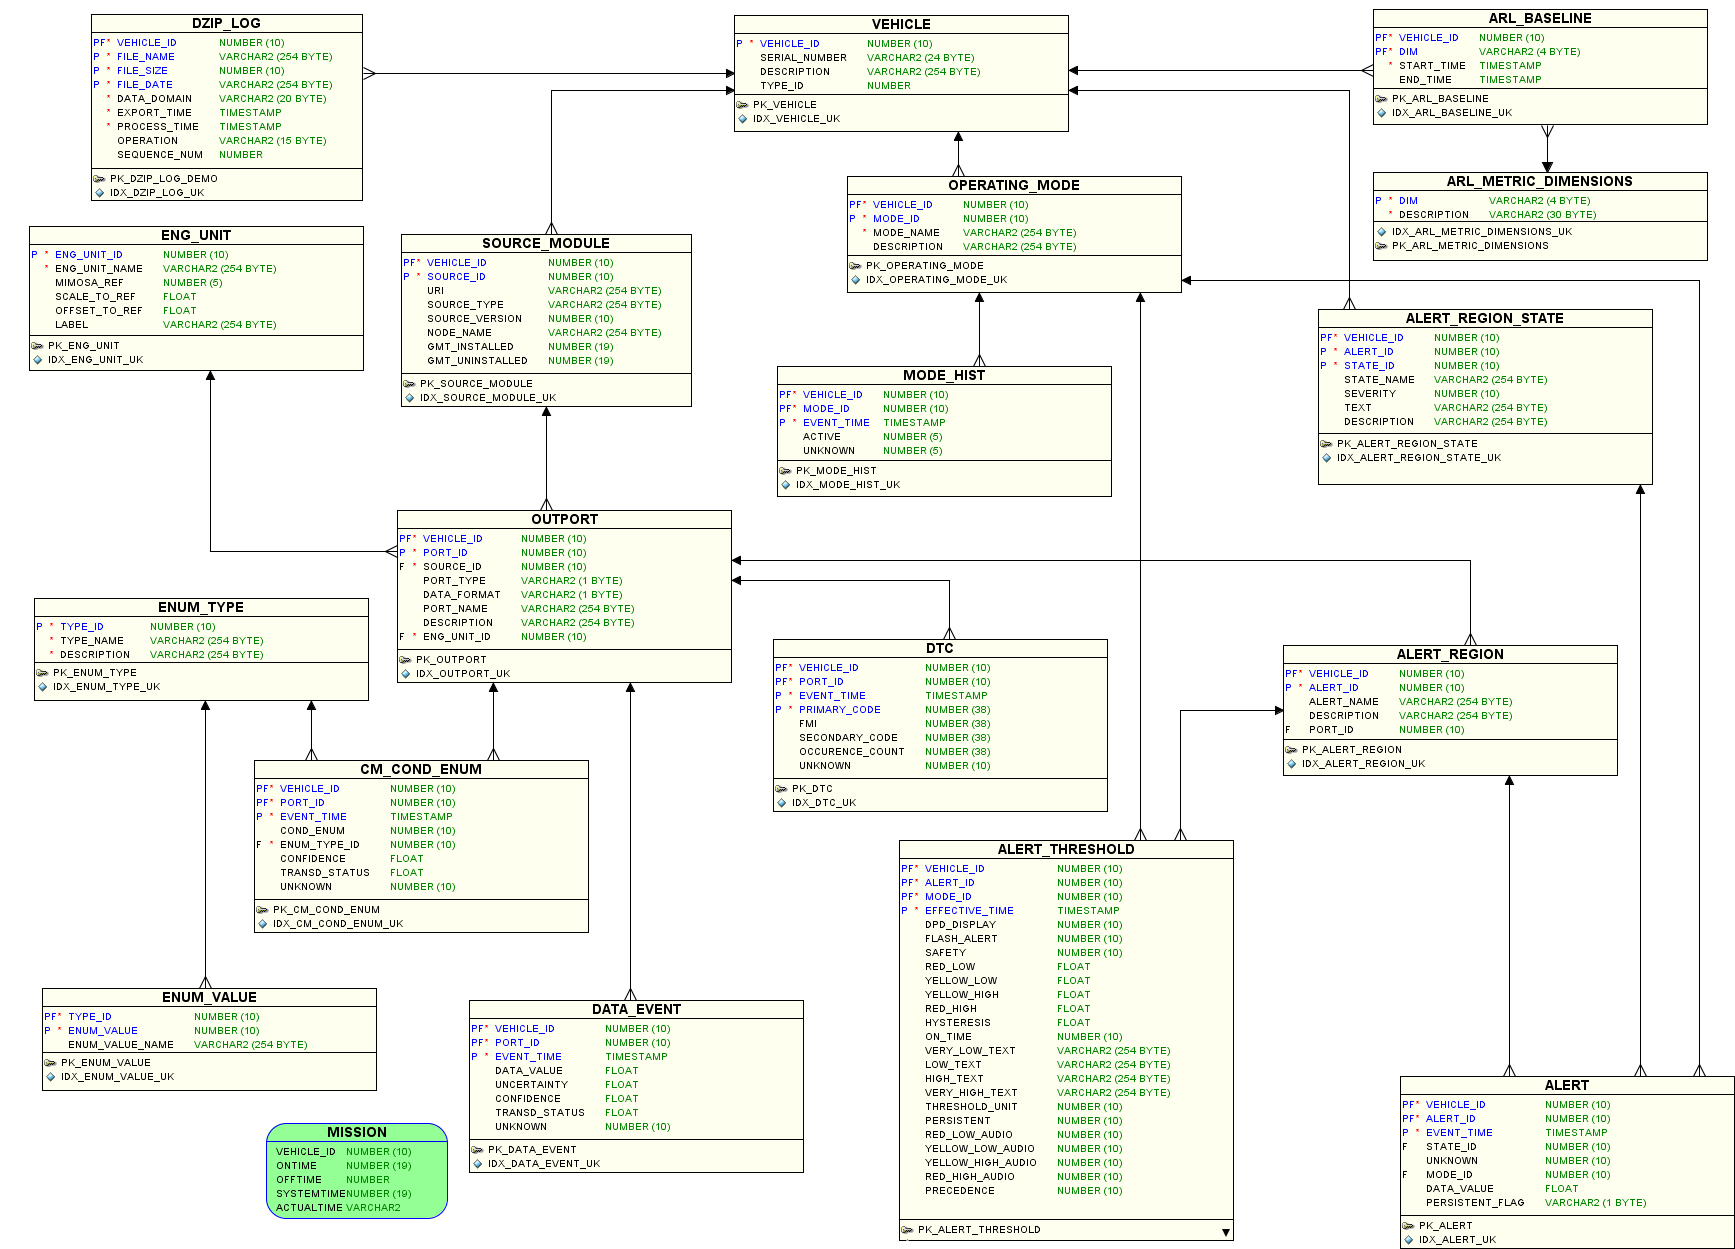 DZIP_LOG
PF* VEHICLE_ID NUMBER (10)
P * FILE_NAME VARCHAR2 (254 BYTE)
P * FILE_SIZE NUMBER (10)
P * FILE_DATE VARCHAR2 (254 BYTE)
* DATA_DOMAIN VARCHAR2 (20 BYTE)
* EXPORT_TIME TIMESTAMP
* PROCESS_TIME TIMESTAMP
OPERATION VARCHAR2 (15 BYTE)
SEQUENCE_NUM NUMBER
PK_DZIP_LOG_DEMO
IDX_DZIP_LOG_UK
VEHICLE
P * VEHICLE_ID NUMBER (10)
SERIAL_NUMBER VARCHAR2 (24 BYTE)
DESCRIPTION VARCHAR2 (254 BYTE)
TYPE_ID NUMBER
PK_VEHICLE
IDX_VEHICLE_UK
ARL_BASELINE
PF* VEHICLE_ID NUMBER (10)
PF* DIM VARCHAR2 (4 BYTE)
* START_TIME TIMESTAMP
END_TIME TIMESTAMP
PK_ARL_BASELINE
IDX_ARL_BASELINE_UK
ARL_METRIC_DIMENSIONS
P * DIM VARCHAR2 (4 BYTE)
* DESCRIPTION VARCHAR2 (30 BYTE)
IDX_ARL_METRIC_DIMENSIONS_UK
PK_ARL_METRIC_DIMENSIONS
OPERATING_MODE
PF* VEHICLE_ID NUMBER (10)
P * MODE_ID NUMBER (10)
* MODE_NAME VARCHAR2 (254 BYTE)
DESCRIPTION VARCHAR2 (254 BYTE)
PK_OPERATING_MODE
IDX_OPERATING_MODE_UK
ENG_UNIT
P * ENG_UNIT_ID NUMBER (10)
* ENG_UNIT_NAME VARCHAR2 (254 BYTE)
MIMOSA_REF NUMBER (5)
SCALE_TO_REF FLOAT
OFFSET_TO_REF FLOAT
LABEL VARCHAR2 (254 BYTE)
PK_ENG_UNIT
IDX_ENG_UNIT_UK
SOURCE_MODULE
PF* VEHICLE_ID NUMBER (10)
P * SOURCE_ID NUMBER (10)
URI VARCHAR2 (254 BYTE)
SOURCE_TYPE VARCHAR2 (254 BYTE)
SOURCE_VERSION NUMBER (10)
NODE_NAME VARCHAR2 (254 BYTE)
GMT_INSTALLED NUMBER (19)
GMT_UNINSTALLED NUMBER (19)
PK_SOURCE_MODULE
IDX_SOURCE_MODULE_UK
ALERT_REGION_STATE
PF* VEHICLE_ID NUMBER (10)
P * ALERT_ID NUMBER (10)
P * STATE_ID NUMBER (10)
STATE_NAME VARCHAR2 (254 BYTE)
SEVERITY NUMBER (10)
TEXT VARCHAR2 (254 BYTE)
DESCRIPTION VARCHAR2 (254 BYTE)
PK_ALERT_REGION_STATE
IDX_ALERT_REGION_STATE_UK
MODE_HIST
PF* VEHICLE_ID NUMBER (10)
PF* MODE_ID NUMBER (10)
P * EVENT_TIME TIMESTAMP
ACTIVE NUMBER (5)
UNKNOWN NUMBER (5)
PK_MODE_HIST
IDX_MODE_HIST_UK
OUTPORT
PF* VEHICLE_ID NUMBER (10)
P * PORT_ID NUMBER (10)
F * SOURCE_ID NUMBER (10)
PORT_TYPE VARCHAR2 (1 BYTE)
DATA_FORMAT VARCHAR2 (1 BYTE)
PORT_NAME VARCHAR2 (254 BYTE)
DESCRIPTION VARCHAR2 (254 BYTE)
F * ENG_UNIT_ID NUMBER (10)
PK_OUTPORT
IDX_OUTPORT_UK
ENUM_TYPE
P * TYPE_ID NUMBER (10)
* TYPE_NAME VARCHAR2 (254 BYTE)
* DESCRIPTION VARCHAR2 (254 BYTE)
PK_ENUM_TYPE
IDX_ENUM_TYPE_UK
DTC
PF* VEHICLE_ID NUMBER (10)
PF* PORT_ID NUMBER (10)
P * EVENT_TIME TIMESTAMP
P * PRIMARY_CODE NUMBER (38)
FMI NUMBER (38)
SECONDARY_CODE NUMBER (38)
OCCURENCE_COUNT NUMBER (38)
UNKNOWN NUMBER (10)
PK_DTC
IDX_DTC_UK
ALERT_REGION
PF* VEHICLE_ID NUMBER (10)
P * ALERT_ID NUMBER (10)
ALERT_NAME VARCHAR2 (254 BYTE)
DESCRIPTION VARCHAR2 (254 BYTE)
F PORT_ID NUMBER (10)
PK_ALERT_REGION
IDX_ALERT_REGION_UK
CM_COND_ENUM
PF* VEHICLE_ID NUMBER (10)
PF* PORT_ID NUMBER (10)
P * EVENT_TIME TIMESTAMP
COND_ENUM NUMBER (10)
F * ENUM_TYPE_ID NUMBER (10)
CONFIDENCE FLOAT
TRANSD_STATUS FLOAT
UNKNOWN NUMBER (10)
PK_CM_COND_ENUM
IDX_CM_COND_ENUM_UK
ALERT_THRESHOLD
PF* VEHICLE_ID NUMBER (10)
PF* ALERT_ID NUMBER (10)
PF* MODE_ID NUMBER (10)
P * EFFECTIVE_TIME TIMESTAMP
DPD_DISPLAY NUMBER (10)
FLASH_ALERT NUMBER (10)
SAFETY NUMBER (10)
RED_LOW FLOAT
YELLOW_LOW FLOAT
YELLOW_HIGH FLOAT
RED_HIGH FLOAT
HYSTERESIS FLOAT
ON_TIME NUMBER (10)
VERY_LOW_TEXT VARCHAR2 (254 BYTE)
LOW_TEXT VARCHAR2 (254 BYTE)
HIGH_TEXT VARCHAR2 (254 BYTE)
VERY_HIGH_TEXT VARCHAR2 (254 BYTE)
THRESHOLD_UNIT NUMBER (10)
PERSISTENT NUMBER (10)
RED_LOW_AUDIO NUMBER (10)
YELLOW_LOW_AUDIO NUMBER (10)
YELLOW_HIGH_AUDIO NUMBER (10)
RED_HIGH_AUDIO NUMBER (10)
PRECEDENCE NUMBER (10)
PK_ALERT_THRESHOLD
ENUM_VALUE
PF* TYPE_ID NUMBER (10)
P * ENUM_VALUE NUMBER (10)
ENUM_VALUE_NAME VARCHAR2 (254 BYTE)
PK_ENUM_VALUE
IDX_ENUM_VALUE_UK
DATA_EVENT
PF* VEHICLE_ID NUMBER (10)
PF* PORT_ID NUMBER (10)
P * EVENT_TIME TIMESTAMP
DATA_VALUE FLOAT
UNCERTAINTY FLOAT
CONFIDENCE FLOAT
TRANSD_STATUS FLOAT
UNKNOWN NUMBER (10)
PK_DATA_EVENT
IDX_DATA_EVENT_UK
ALERT
PF* VEHICLE_ID NUMBER (10)
PF* ALERT_ID NUMBER (10)
P * EVENT_TIME TIMESTAMP
F STATE_ID NUMBER (10)
UNKNOWN NUMBER (10)
F MODE_ID NUMBER (10)
DATA_VALUE FLOAT
PERSISTENT_FLAG VARCHAR2 (1 BYTE)
PK_ALERT
IDX_ALERT_UK
MISSION
VEHICLE_ID NUMBER (10)
ONTIME NUMBER (19)
OFFTIME NUMBER
SYSTEMTIME NUMBER (19)
ACTUALTIME VARCHAR2